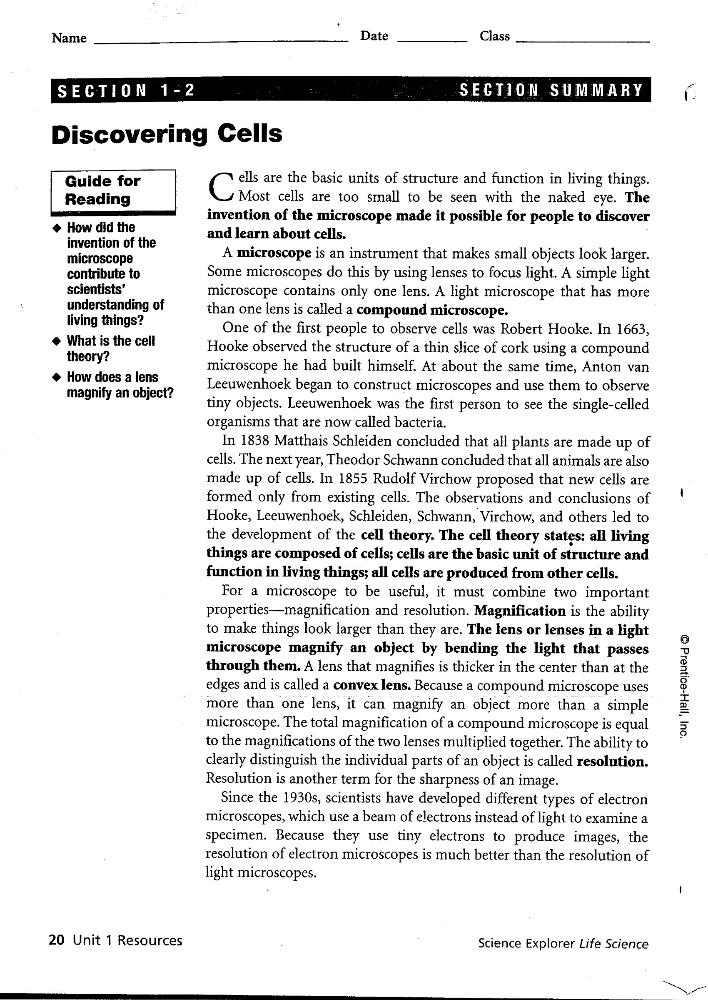 Name Date Class
SECTION 1-2 SECTION SUMMARY
Discovering Cells
Guide for
Reading
◆ How did the
invention of the
microscope
contribute to
scientists'
understanding of
living things?
◆ What is the cell
theory?
◆ How does a lens
magnify an object?
Cells are the basic units of structure and function in living things.
Most cells are too small to be seen with the naked eye. The
invention of the microscope made it possible for people to discover
and learn about cells.
A microscope is an instrument that makes small objects look larger.
Some microscopes do this by using lenses to focus light. A simple light
microscope contains only one lens. A light microscope that has more
than one lens is called a compound microscope.
One of the first people to observe cells was Robert Hooke. In 1663,
Hooke observed the structure of a thin slice of cork using a compound
microscope he had built himself. At about the same time, Anton van
Leeuwenhoek began to construct microscopes and use them to observe
tiny objects. Leeuwenhoek was the first person to see the single-celled
organisms that are now called bacteria.
In 1838 Matthais Schleiden concluded that all plants are made up of
cells. The next year, Theodor Schwann concluded that all animals are also
made up of cells. In 1855 Rudolf Virchow proposed that new cells are
formed only from existing cells. The observations and conclusions of
Hooke, Leeuwenhoek, Schleiden, Schwann, Virchow, and others led to
the development of the cell theory. The cell theory states: all living
things are composed of cells; cells are the basic unit of structure and
function in living things; all cells are produced from other cells.
For a microscope to be useful, it must combine two important
properties—magnification and resolution. Magnification is the ability
to make things look larger than they are. The lens or lenses in a light
microscope magnify an object by bending the light that passes
through them. A lens that magnifies is thicker in the center than at the
edges and is called a convex lens. Because a compound microscope uses
more than one lens, it can magnify an object more than a simple
microscope. The total magnification of a compound microscope is equal
to the magnifications of the two lenses multiplied together. The ability to
clearly distinguish the individual parts of an object is called resolution.
Resolution is another term for the sharpness of an image.
Since the 1930s, scientists have developed different types of electron
microscopes, which use a beam of electrons instead of light to examine a
specimen. Because they use tiny electrons to produce images, the
resolution of electron microscopes is much better than the resolution of
light microscopes.
© Prentice-Hall, Inc.
20 Unit 1 Resources
Science Explorer Life Science